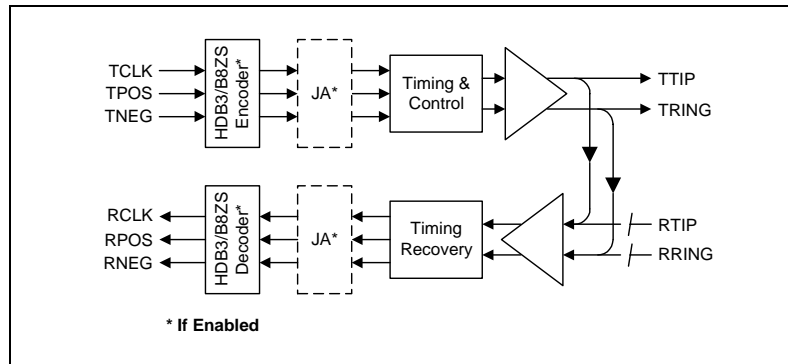 TCLK
TPOS
TNEG
HDB3/B8ZS
Encoder*
JA*
Timing &
Control
TTIP
TRING
RCLK
RPOS
RNEG
HDB3/B8ZS
Decoder*
JA*
Timing
Recovery
RTIP
RRING
* If Enabled